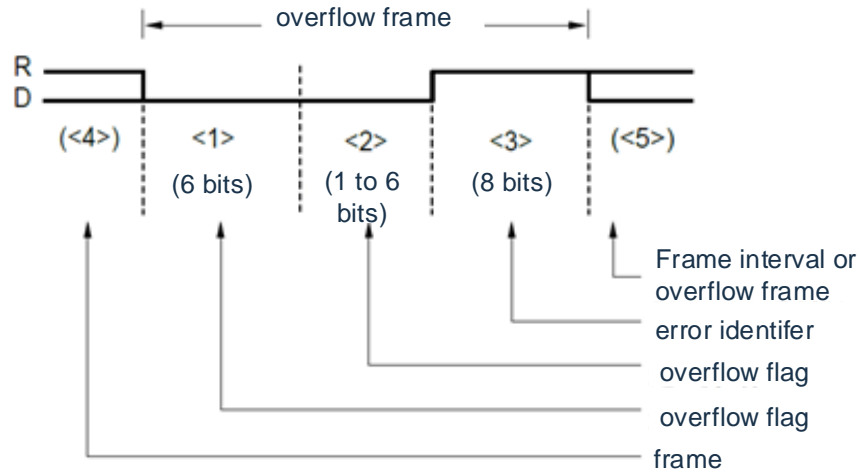 overflow frame
R
D
(<4>) <1> <2> <3> (<5>)
(6 bits) (1 to 6 bits) (8 bits)
Frame interval or
overflow frame
error identifer
overflow flag
overflow flag
frame